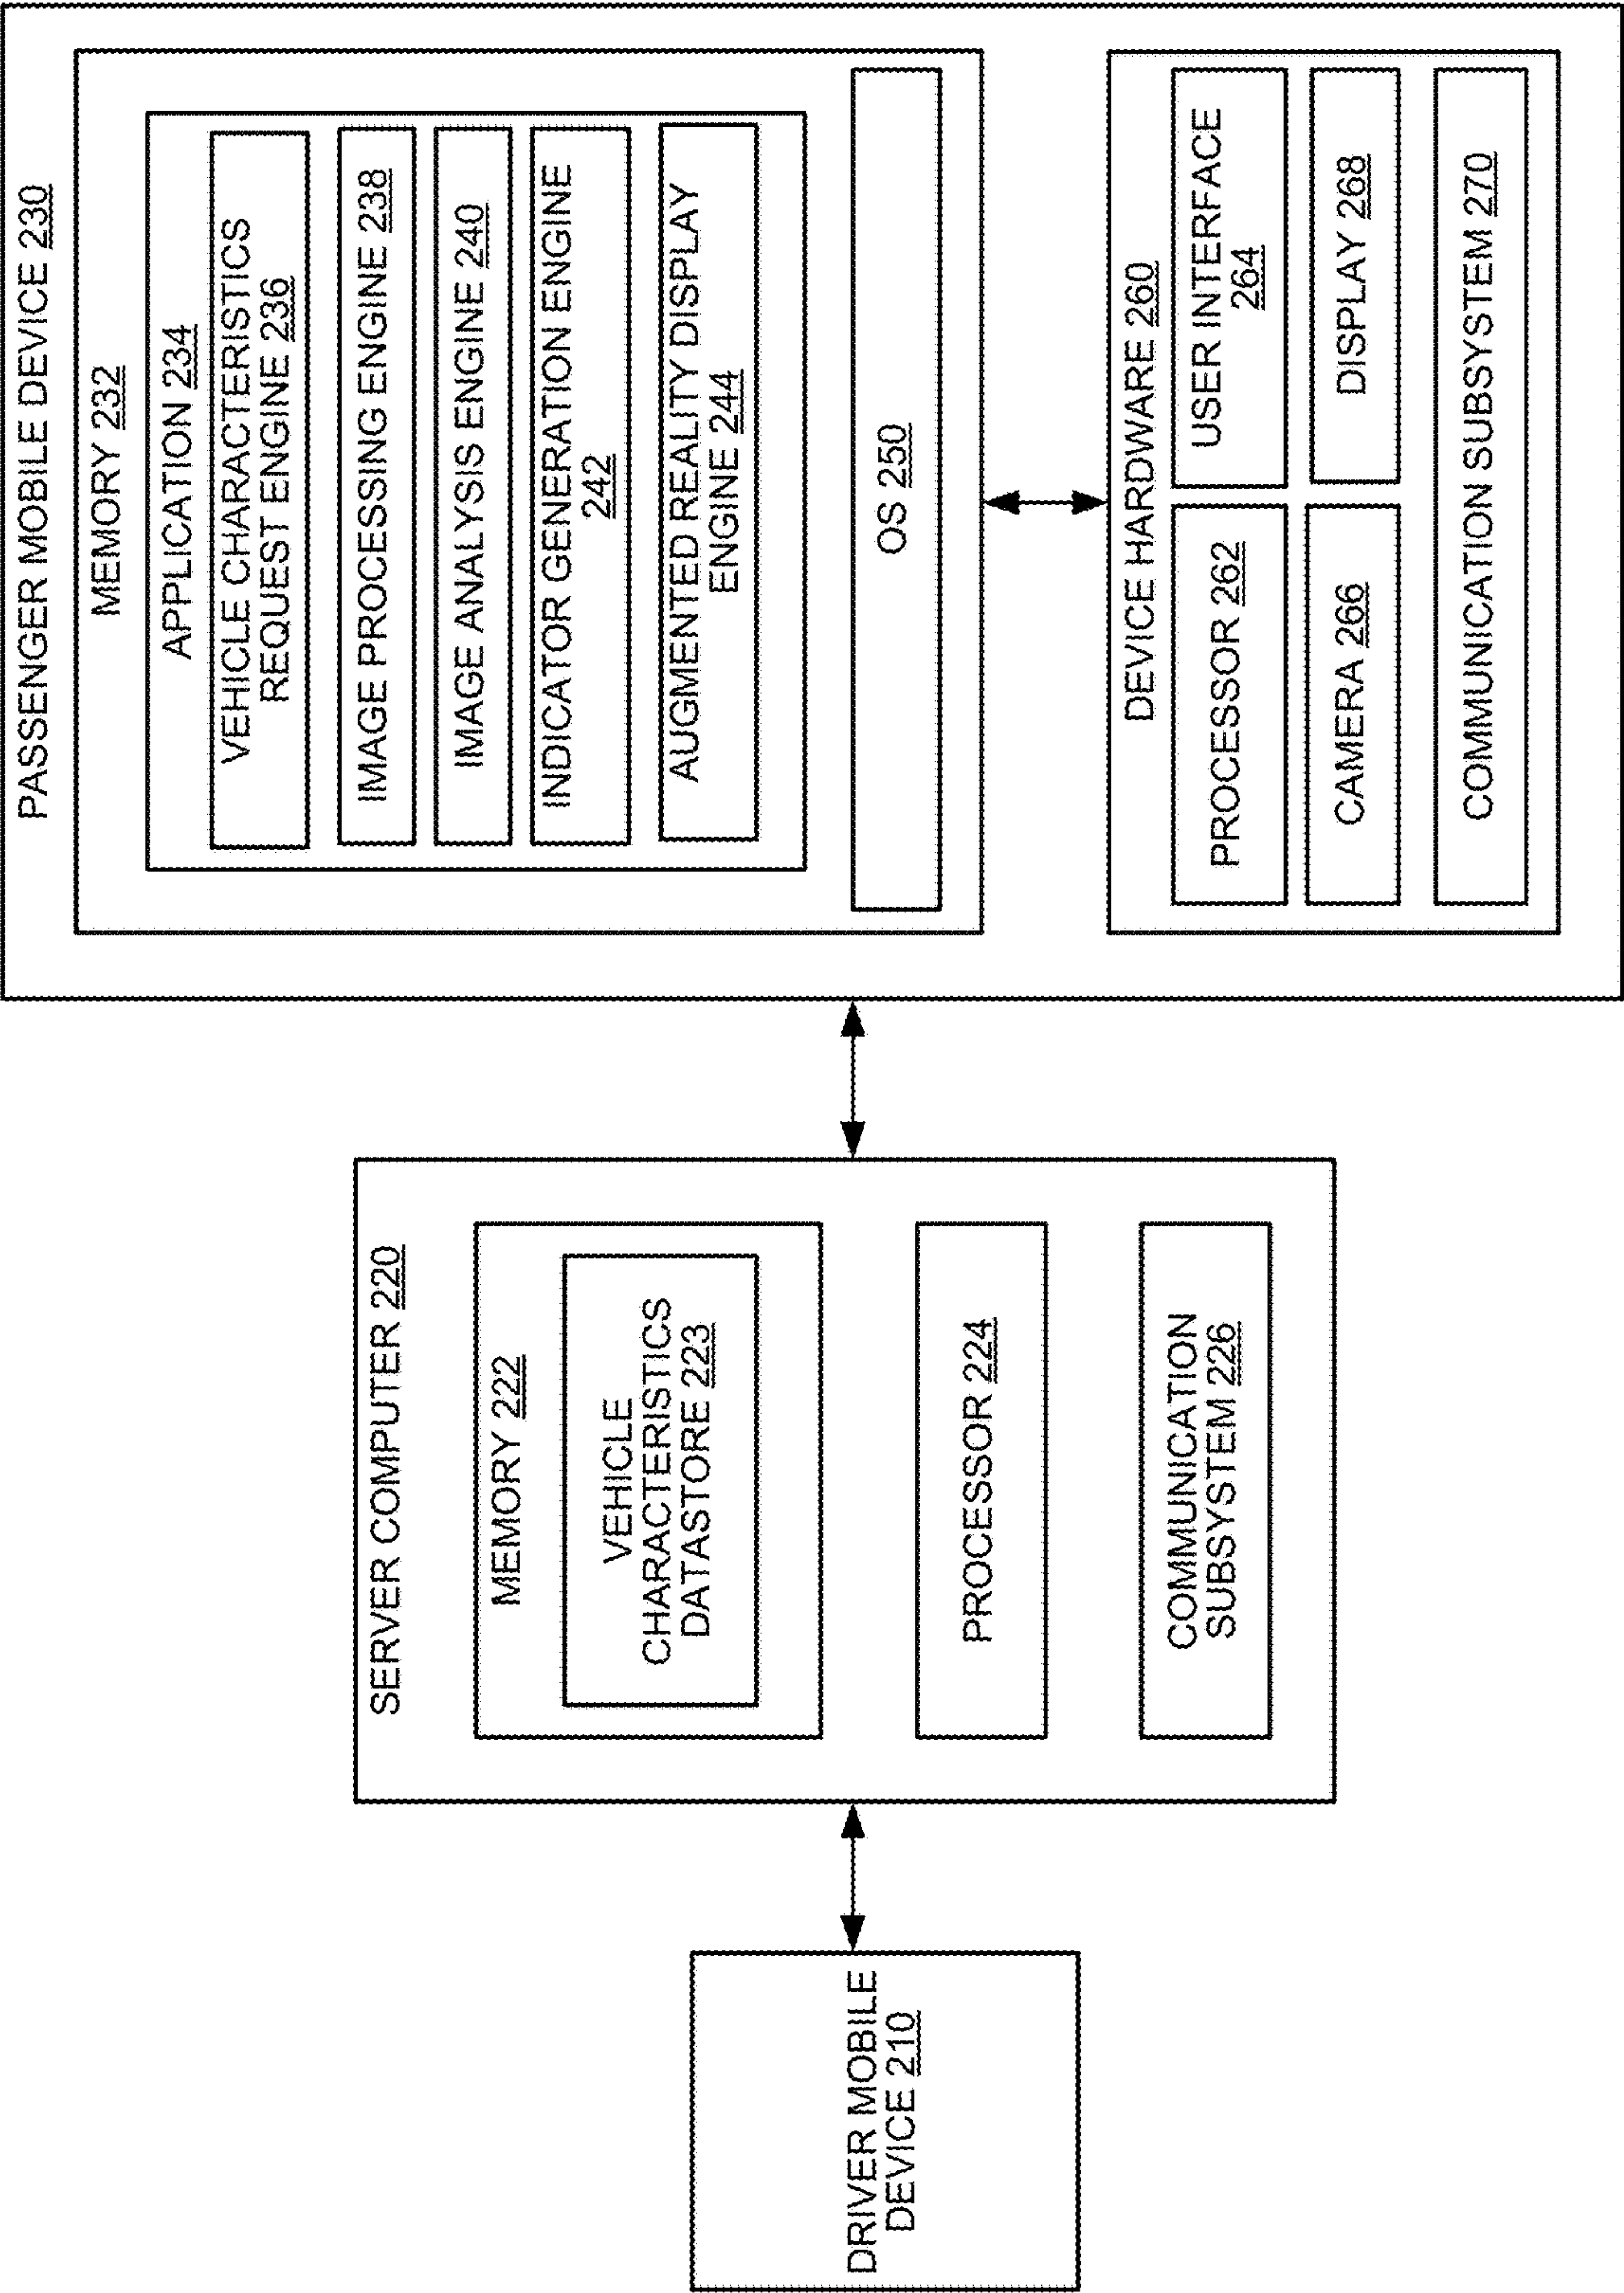 DRIVER MOBILE
DEVICE 210
SERVER COMPUTER 220
MEMORY 222
VEHICLE
CHARACTERISTICS
DATASTORE 223
PROCESSOR 224
COMMUNICATION
SUBSYSTEM 226
PASSENGER MOBILE DEVICE 230
MEMORY 232
APPLICATION 234
VEHICLE CHARACTERISTICS
REQUEST ENGINE 236
IMAGE PROCESSING ENGINE 238
IMAGE ANALYSIS ENGINE 240
INDICATOR GENERATION ENGINE
242
AUGMENTED REALITY DISPLAY
ENGINE 244
OS 250
DEVICE HARDWARE 260
PROCESSOR 262
USER INTERFACE
264
CAMERA 266
DISPLAY 268
COMMUNICATION SUBSYSTEM 270